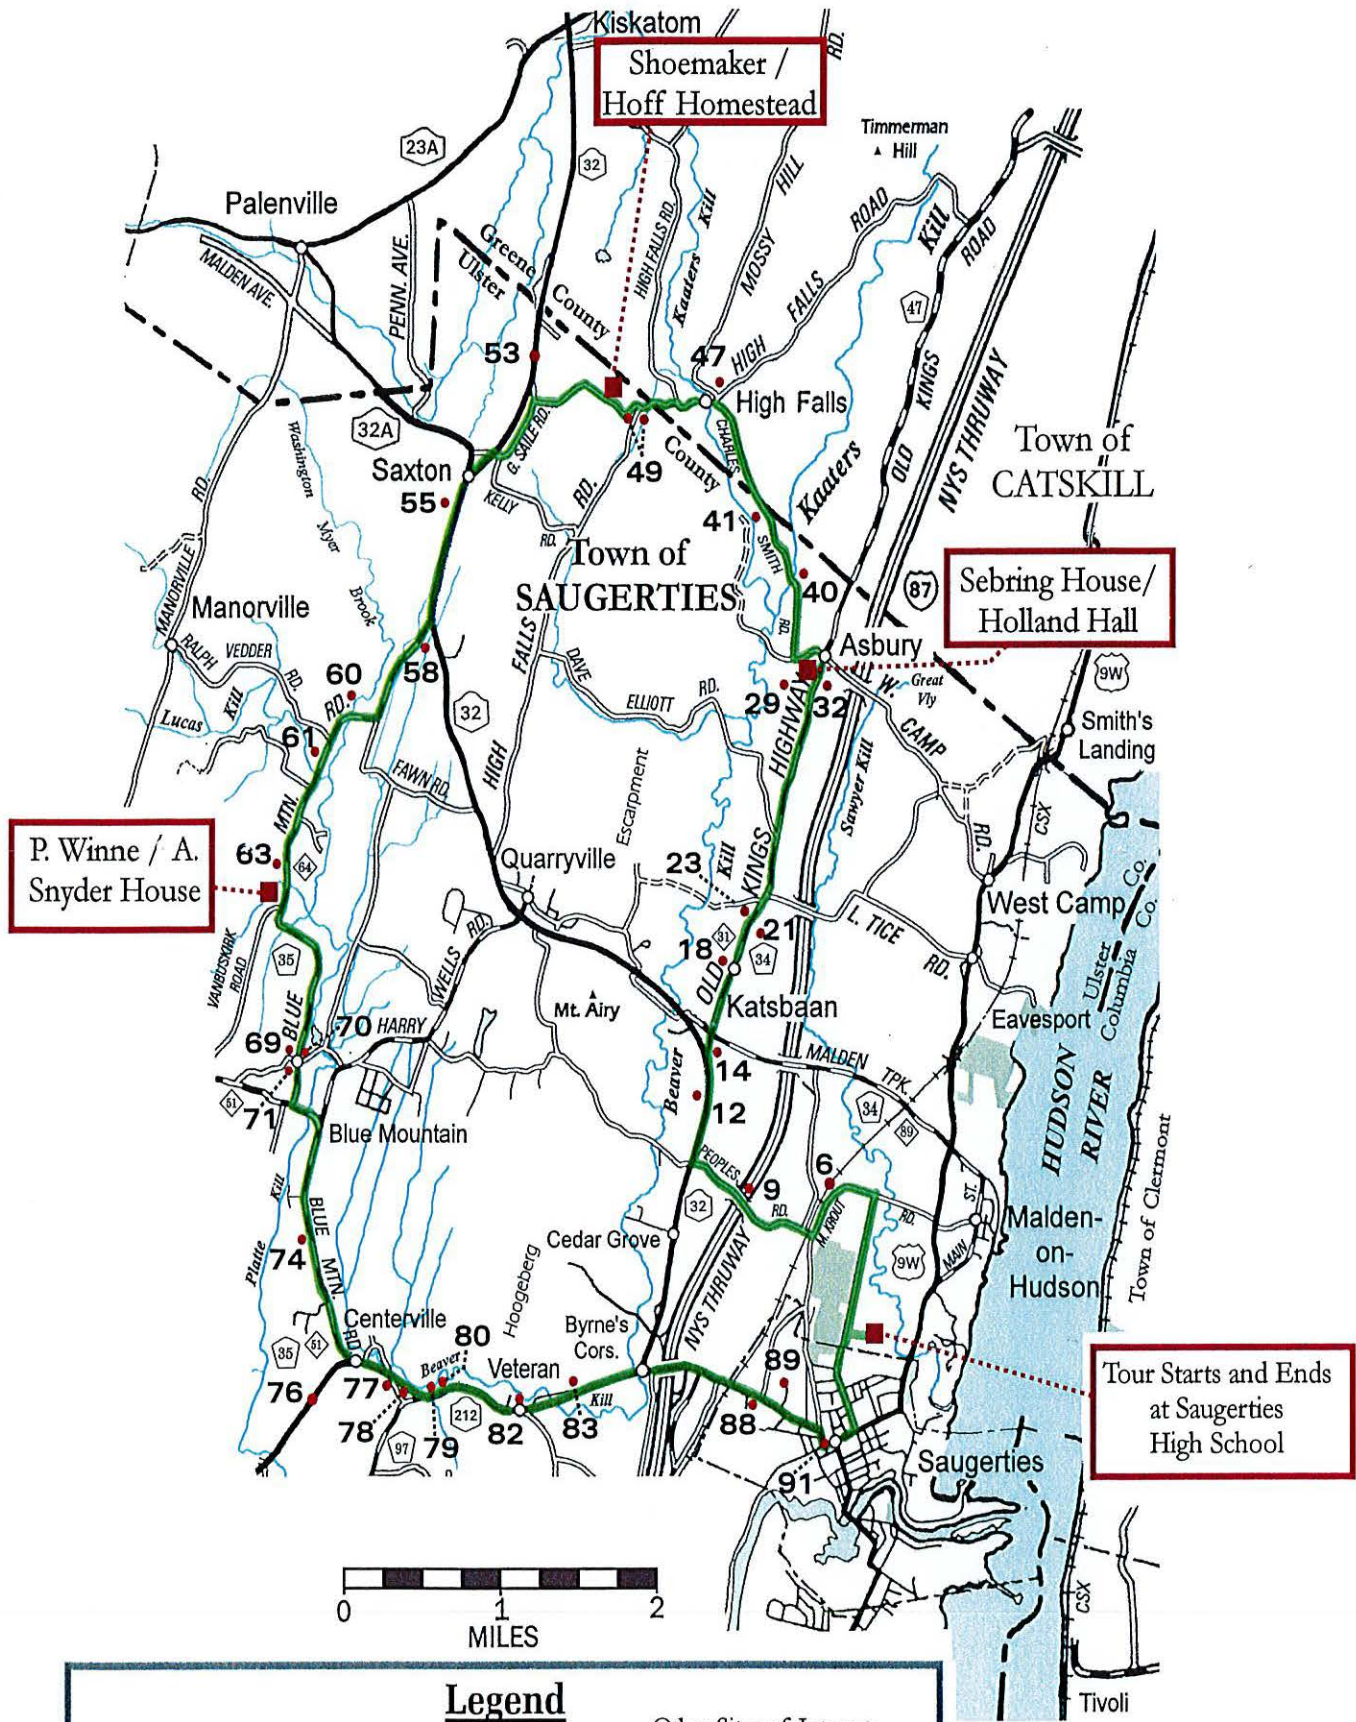 Kiskatom
RD.
Shoemaker /
Hoff Homestead
Timmerman
Hill
23A
32
Palenville
MALDEN AVE.
PENN. AVE.
Greene
Ulster
County
HIGH FALLS RD.
Kaaters
Kill
MOSSY
HILL
HIGH
FALLS
ROAD
Kill
ROAD
47
OLD
KINGS
NYS THRUWAY
53
47
High Falls
32A
Saxton
G. SAILE RD.
49
County
CHARLES
Kaaters
Town of
CATSKILL
55
KELLY
RD.
RD.
41
SMITH
RD.
Washington
Myer
Brook
RD.
MANORVILLE
Town of
SAUGERTIES
40
87
Sebring House/
Holland Hall
Manorville
RALPH
VEDDER
RD.
Asbury
9W
58
60
RD.
Lucas
Kill
61
32
FALLS
HIGH
DAVE
ELLIOTT
RD.
29
32
HIGHWAY
W.
CAMP
RD.
Great
Vly
Smith's
Landing
FAWN RD.
Sawyer Kill
CSX
MTN.
Escarpment
P. Winne / A.
Snyder House
63
64
Quarryville
23
Kill
KINGS
West Camp
Co.
Co.
VANBUSKIRK
ROAD
35
WELLS
RD.
18
31
21
34
L. TICE
RD.
OLD
Ulster
Columbia
BLUE
Mt. Airy
Katsbaan
Eavesport
69
70
HARRY
MALDEN
TPK.
14
51
71
Blue Mountain
Beaver
12
34
89
HUDSON
RIVER
PEOPLES
RD.
9
6
M. KROUT
RD.
ST.
Kill
Platte
BLUE
MTN.
RD.
32
Malden-
on-
Hudson
74
Cedar Grove
9W
MAIN
Town of Clermont
Hoogeberg
NYS THRUWAY
Centerville
Byrne's
Cors.
35
51
80
Beaver
Veteran
Kill
89
Tour Starts and Ends
at Saugerties
High School
76
77
78
97
79
212
82
83
88
91
Saugerties
0
1
2
MILES
CSX
Tivoli
Legend